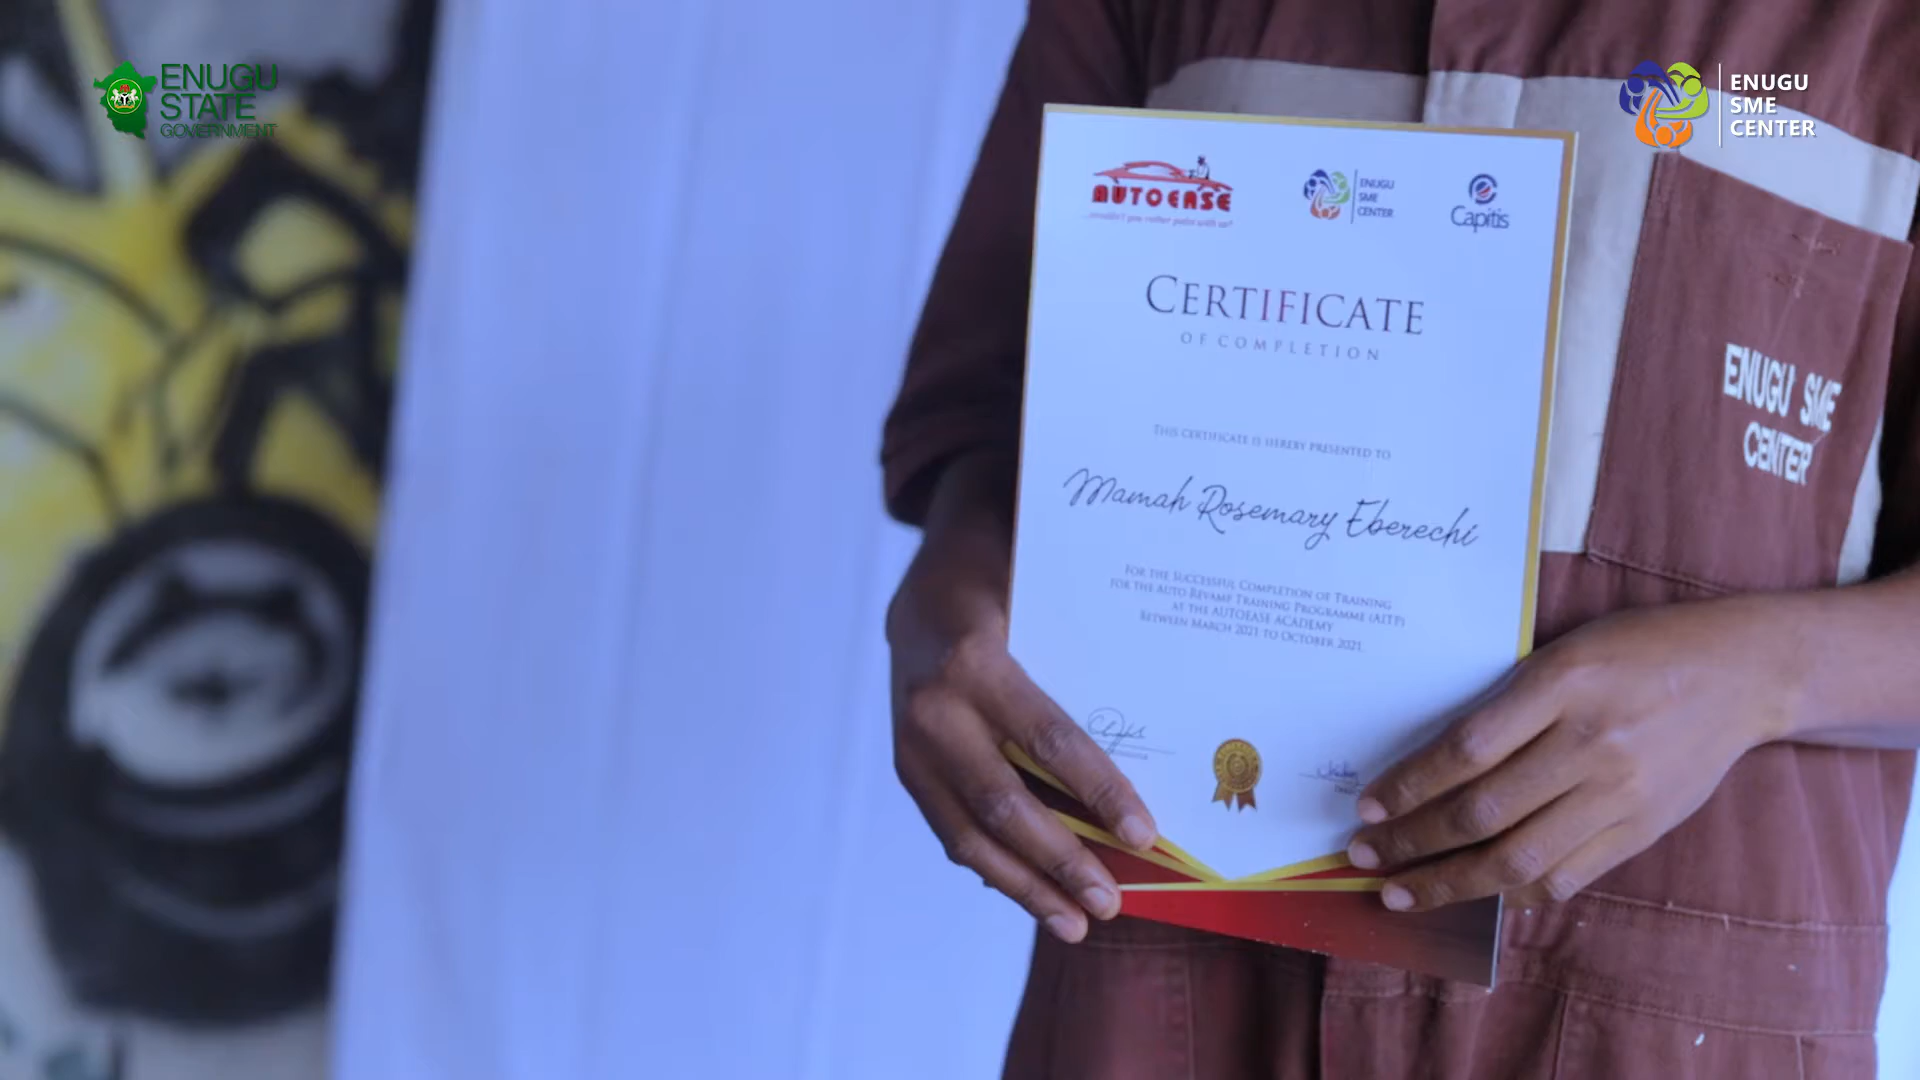 ENUGU
STATE
GOVERNMENT
ENUGU
SME
CENTER
AUTOEASE
ENUGU
SME
CENTER
Capitis
CERTIFICATE
OF COMPLETION
THIS CERTIFICATE IS HEREBY PRESENTED TO
Mamah Rosemary Eberechi
FOR THE SUCCESSFUL COMPLETION OF TRAINING
FOR THE AUTO REVAMP TRAINING PROGRAMME (AITP)
AT THE AUTOEASE ACADEMY
BETWEEN MARCH 2021 TO OCTOBER 2021
ENUGU SME
CENTER